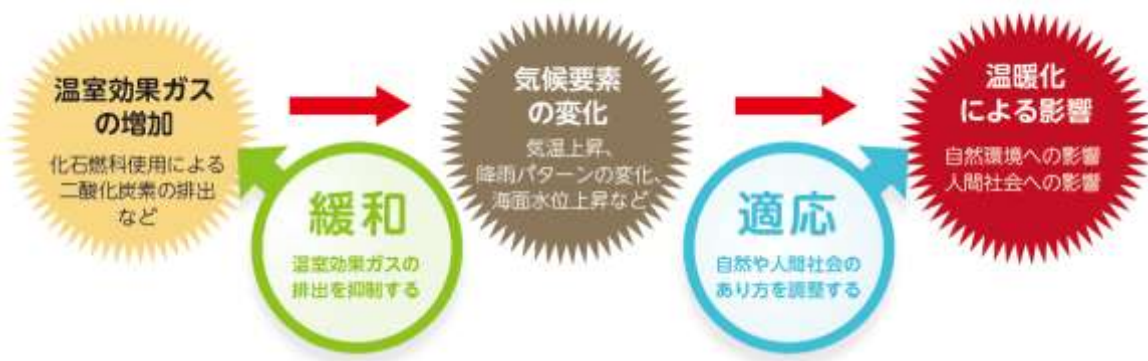 温室効果ガス
の増加
化石燃料使用による
二酸化炭素の排出
など
緩和
温室効果ガスの
排出を抑制する
気候要素
の変化
気温上昇、
降雨パターンの変化、
海面水位上昇など
適応
自然や人間社会の
あり方を調整する
温暖化
による影響
自然環境への影響
人間社会への影響